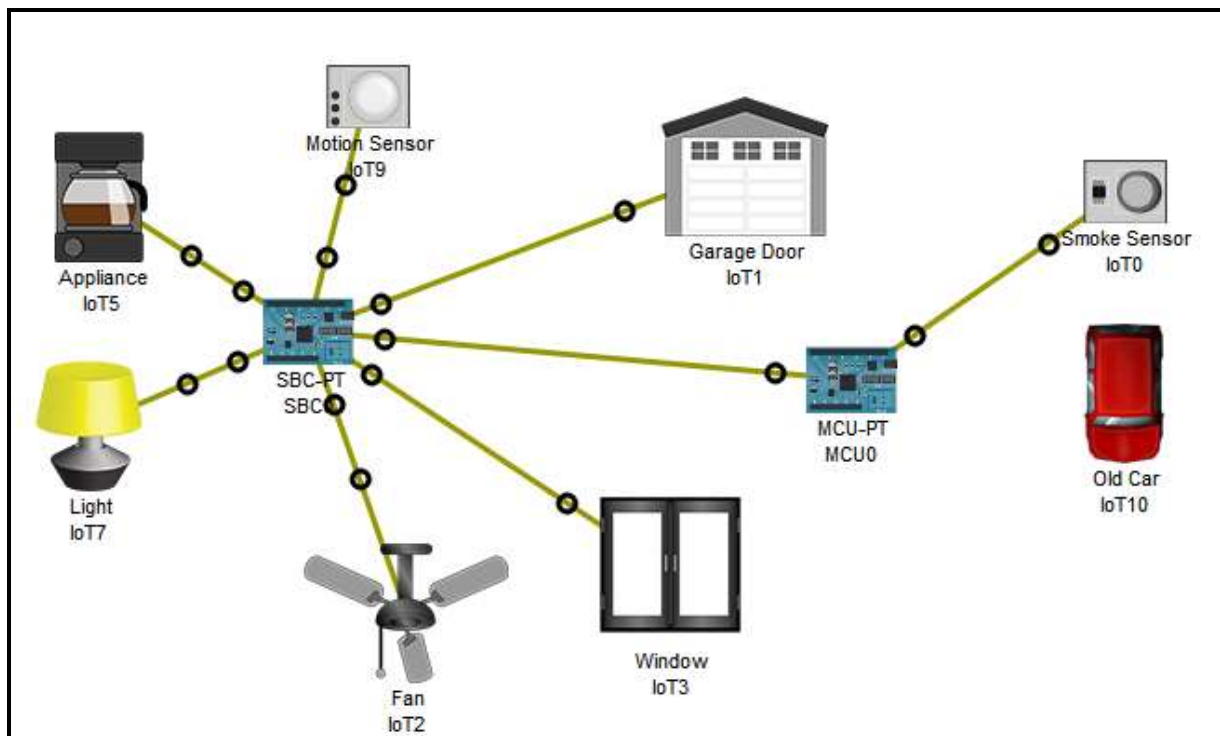 Motion Sensor
IoT9
Appliance
IoT5
Garage Door
IoT1
Smoke Sensor
IoT0
SBC-PT
SBC
MCU-PT
MCU0
Light
IoT7
Old Car
IoT10
Window
IoT3
Fan
IoT2